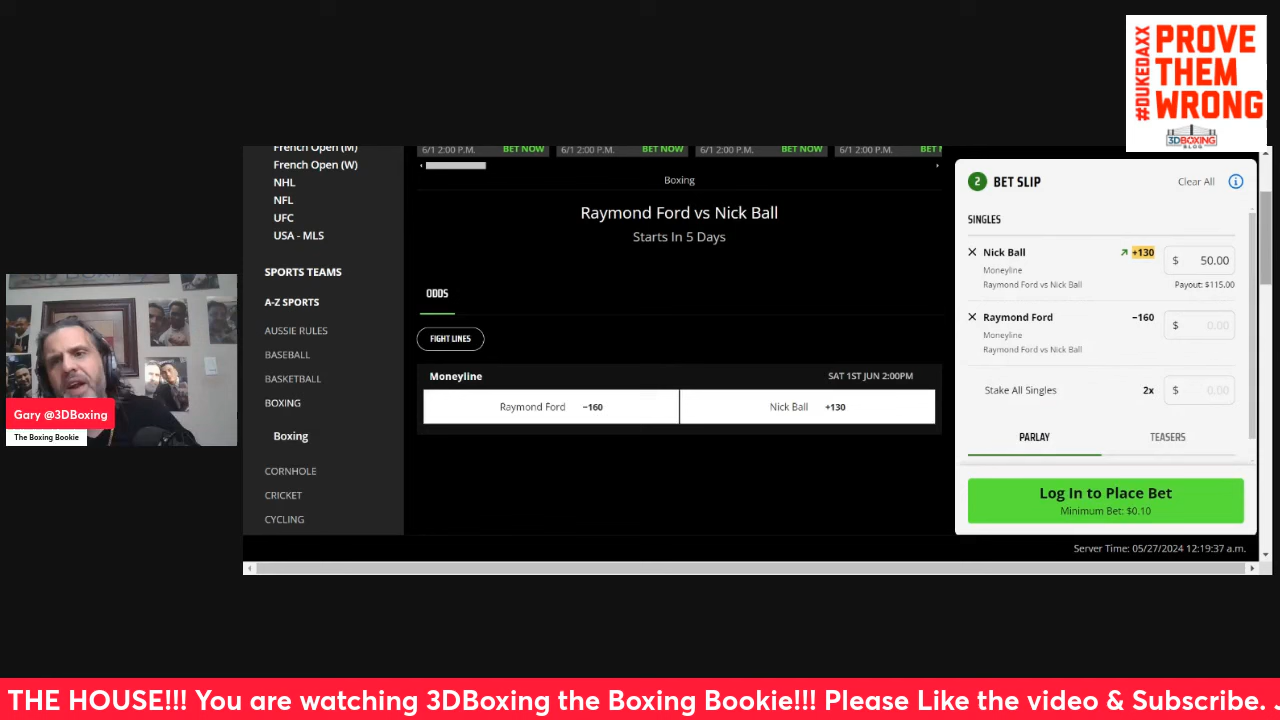 #DUKEDAXX
PROVE
THEM
WRONG
3DBOXING
BLOG
French Open (M)
French Open (W)
NHL
NFL
UFC
USA - MLS
SPORTS TEAMS
A-Z SPORTS
AUSSIE RULES
BASEBALL
BASKETBALL
BOXING
Boxing
CORNHOLE
CRICKET
CYCLING
6/1 2:00 P.M. BET NOW
6/1 2:00 P.M. BET NOW
6/1 2:00 P.M. BET NOW
6/1 2:00 P.M. BET N
Boxing
Raymond Ford vs Nick Ball
Starts In 5 Days
ODDS
FIGHT LINES
Moneyline SAT 1ST JUN 2:00PM
Raymond Ford −160 Nick Ball +130
2 BET SLIP Clear All
SINGLES
Nick Ball +130 $ 50.00
Moneyline
Raymond Ford vs Nick Ball Payout: $115.00
Raymond Ford −160 $ 0.00
Moneyline
Raymond Ford vs Nick Ball
Stake All Singles 2x $ 0.00
PARLAY TEASERS
Log In to Place Bet
Minimum Bet: $0.10
Server Time: 05/27/2024 12:19:37 a.m.
Gary @3DBoxing
The Boxing Bookie
THE HOUSE!!! You are watching 3DBoxing the Boxing Bookie!!! Please Like the video & Subscribe.